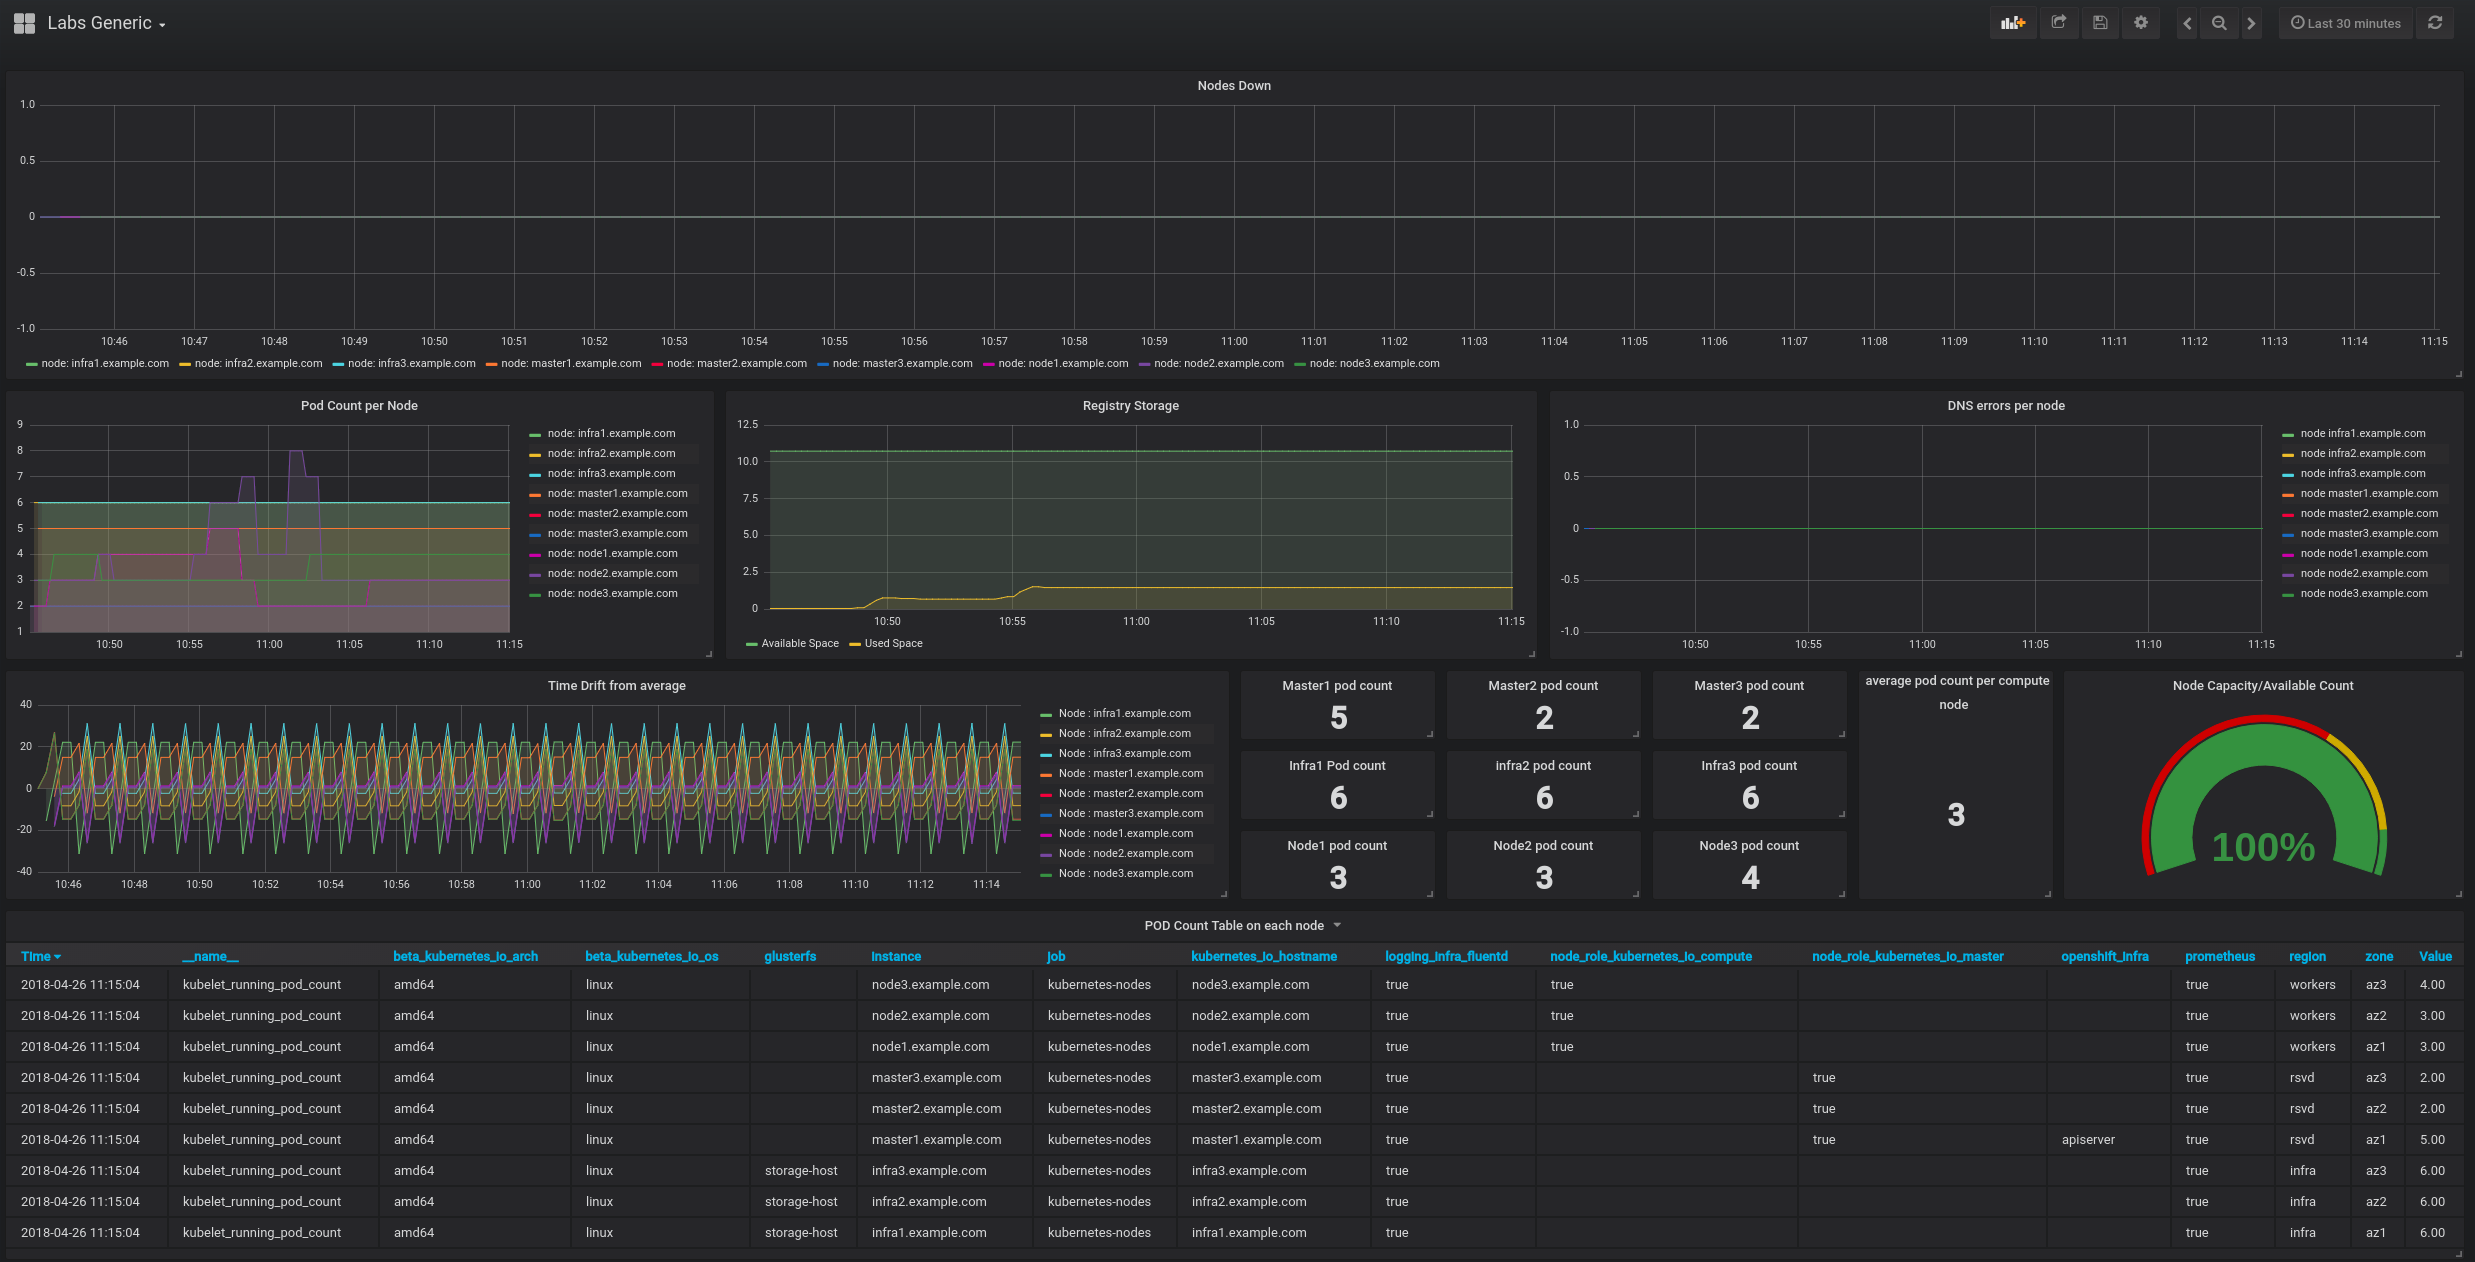 Labs Generic
Last 30 minutes
Nodes Down
1.0
0.5
0
-0.5
-1.0
10:46 10:47 10:48 10:49 10:50 10:51 10:52 10:53 10:54 10:55 10:56 10:57 10:58 10:59 11:00 11:01 11:02 11:03 11:04 11:05 11:06 11:07 11:08 11:09 11:10 11:11 11:12 11:13 11:14 11:15
node: infra1.example.com node: infra2.example.com node: infra3.example.com node: master1.example.com node: master2.example.com node: master3.example.com node: node1.example.com node: node2.example.com node: node3.example.com
Pod Count per Node
9
8
7
6
5
4
3
2
1
10:50 10:55 11:00 11:05 11:10 11:15
node: infra1.example.com
node: infra2.example.com
node: infra3.example.com
node: master1.example.com
node: master2.example.com
node: master3.example.com
node: node1.example.com
node: node2.example.com
node: node3.example.com
Registry Storage
12.5
10.0
7.5
5.0
2.5
0
10:50 10:55 11:00 11:05 11:10 11:15
Available Space Used Space
DNS errors per node
1.0
0.5
0
-0.5
-1.0
10:50 10:55 11:00 11:05 11:10 11:15
node infra1.example.com
node infra2.example.com
node infra3.example.com
node master1.example.com
node master2.example.com
node master3.example.com
node node1.example.com
node node2.example.com
node node3.example.com
Time Drift from average
40
20
0
-20
-40
10:46 10:48 10:50 10:52 10:54 10:56 10:58 11:00 11:02 11:04 11:06 11:08 11:10 11:12 11:14
Node : infra1.example.com
Node : infra2.example.com
Node : infra3.example.com
Node : master1.example.com
Node : master2.example.com
Node : master3.example.com
Node : node1.example.com
Node : node2.example.com
Node : node3.example.com
Master1 pod count
5
Master2 pod count
2
Master3 pod count
2
Infra1 Pod count
6
infra2 pod count
6
Infra3 pod count
6
Node1 pod count
3
Node2 pod count
3
Node3 pod count
4
average pod count per compute
node
3
Node Capacity/Available Count
100%
POD Count Table on each node
Time __name__ beta_kubernetes_io_arch beta_kubernetes_io_os glusterfs instance job kubernetes_io_hostname logging_infra_fluentd node_role_kubernetes_io_compute node_role_kubernetes_io_master openshift_infra prometheus region zone Value
2018-04-26 11:15:04 kubelet_running_pod_count amd64 linux node3.example.com kubernetes-nodes node3.example.com true true true workers az3 4.00
2018-04-26 11:15:04 kubelet_running_pod_count amd64 linux node2.example.com kubernetes-nodes node2.example.com true true true workers az2 3.00
2018-04-26 11:15:04 kubelet_running_pod_count amd64 linux node1.example.com kubernetes-nodes node1.example.com true true true workers az1 3.00
2018-04-26 11:15:04 kubelet_running_pod_count amd64 linux master3.example.com kubernetes-nodes master3.example.com true true true rsvd az3 2.00
2018-04-26 11:15:04 kubelet_running_pod_count amd64 linux master2.example.com kubernetes-nodes master2.example.com true true true rsvd az2 2.00
2018-04-26 11:15:04 kubelet_running_pod_count amd64 linux master1.example.com kubernetes-nodes master1.example.com true true apiserver true rsvd az1 5.00
2018-04-26 11:15:04 kubelet_running_pod_count amd64 linux storage-host infra3.example.com kubernetes-nodes infra3.example.com true true infra az3 6.00
2018-04-26 11:15:04 kubelet_running_pod_count amd64 linux storage-host infra2.example.com kubernetes-nodes infra2.example.com true true infra az2 6.00
2018-04-26 11:15:04 kubelet_running_pod_count amd64 linux storage-host infra1.example.com kubernetes-nodes infra1.example.com true true infra az1 6.00